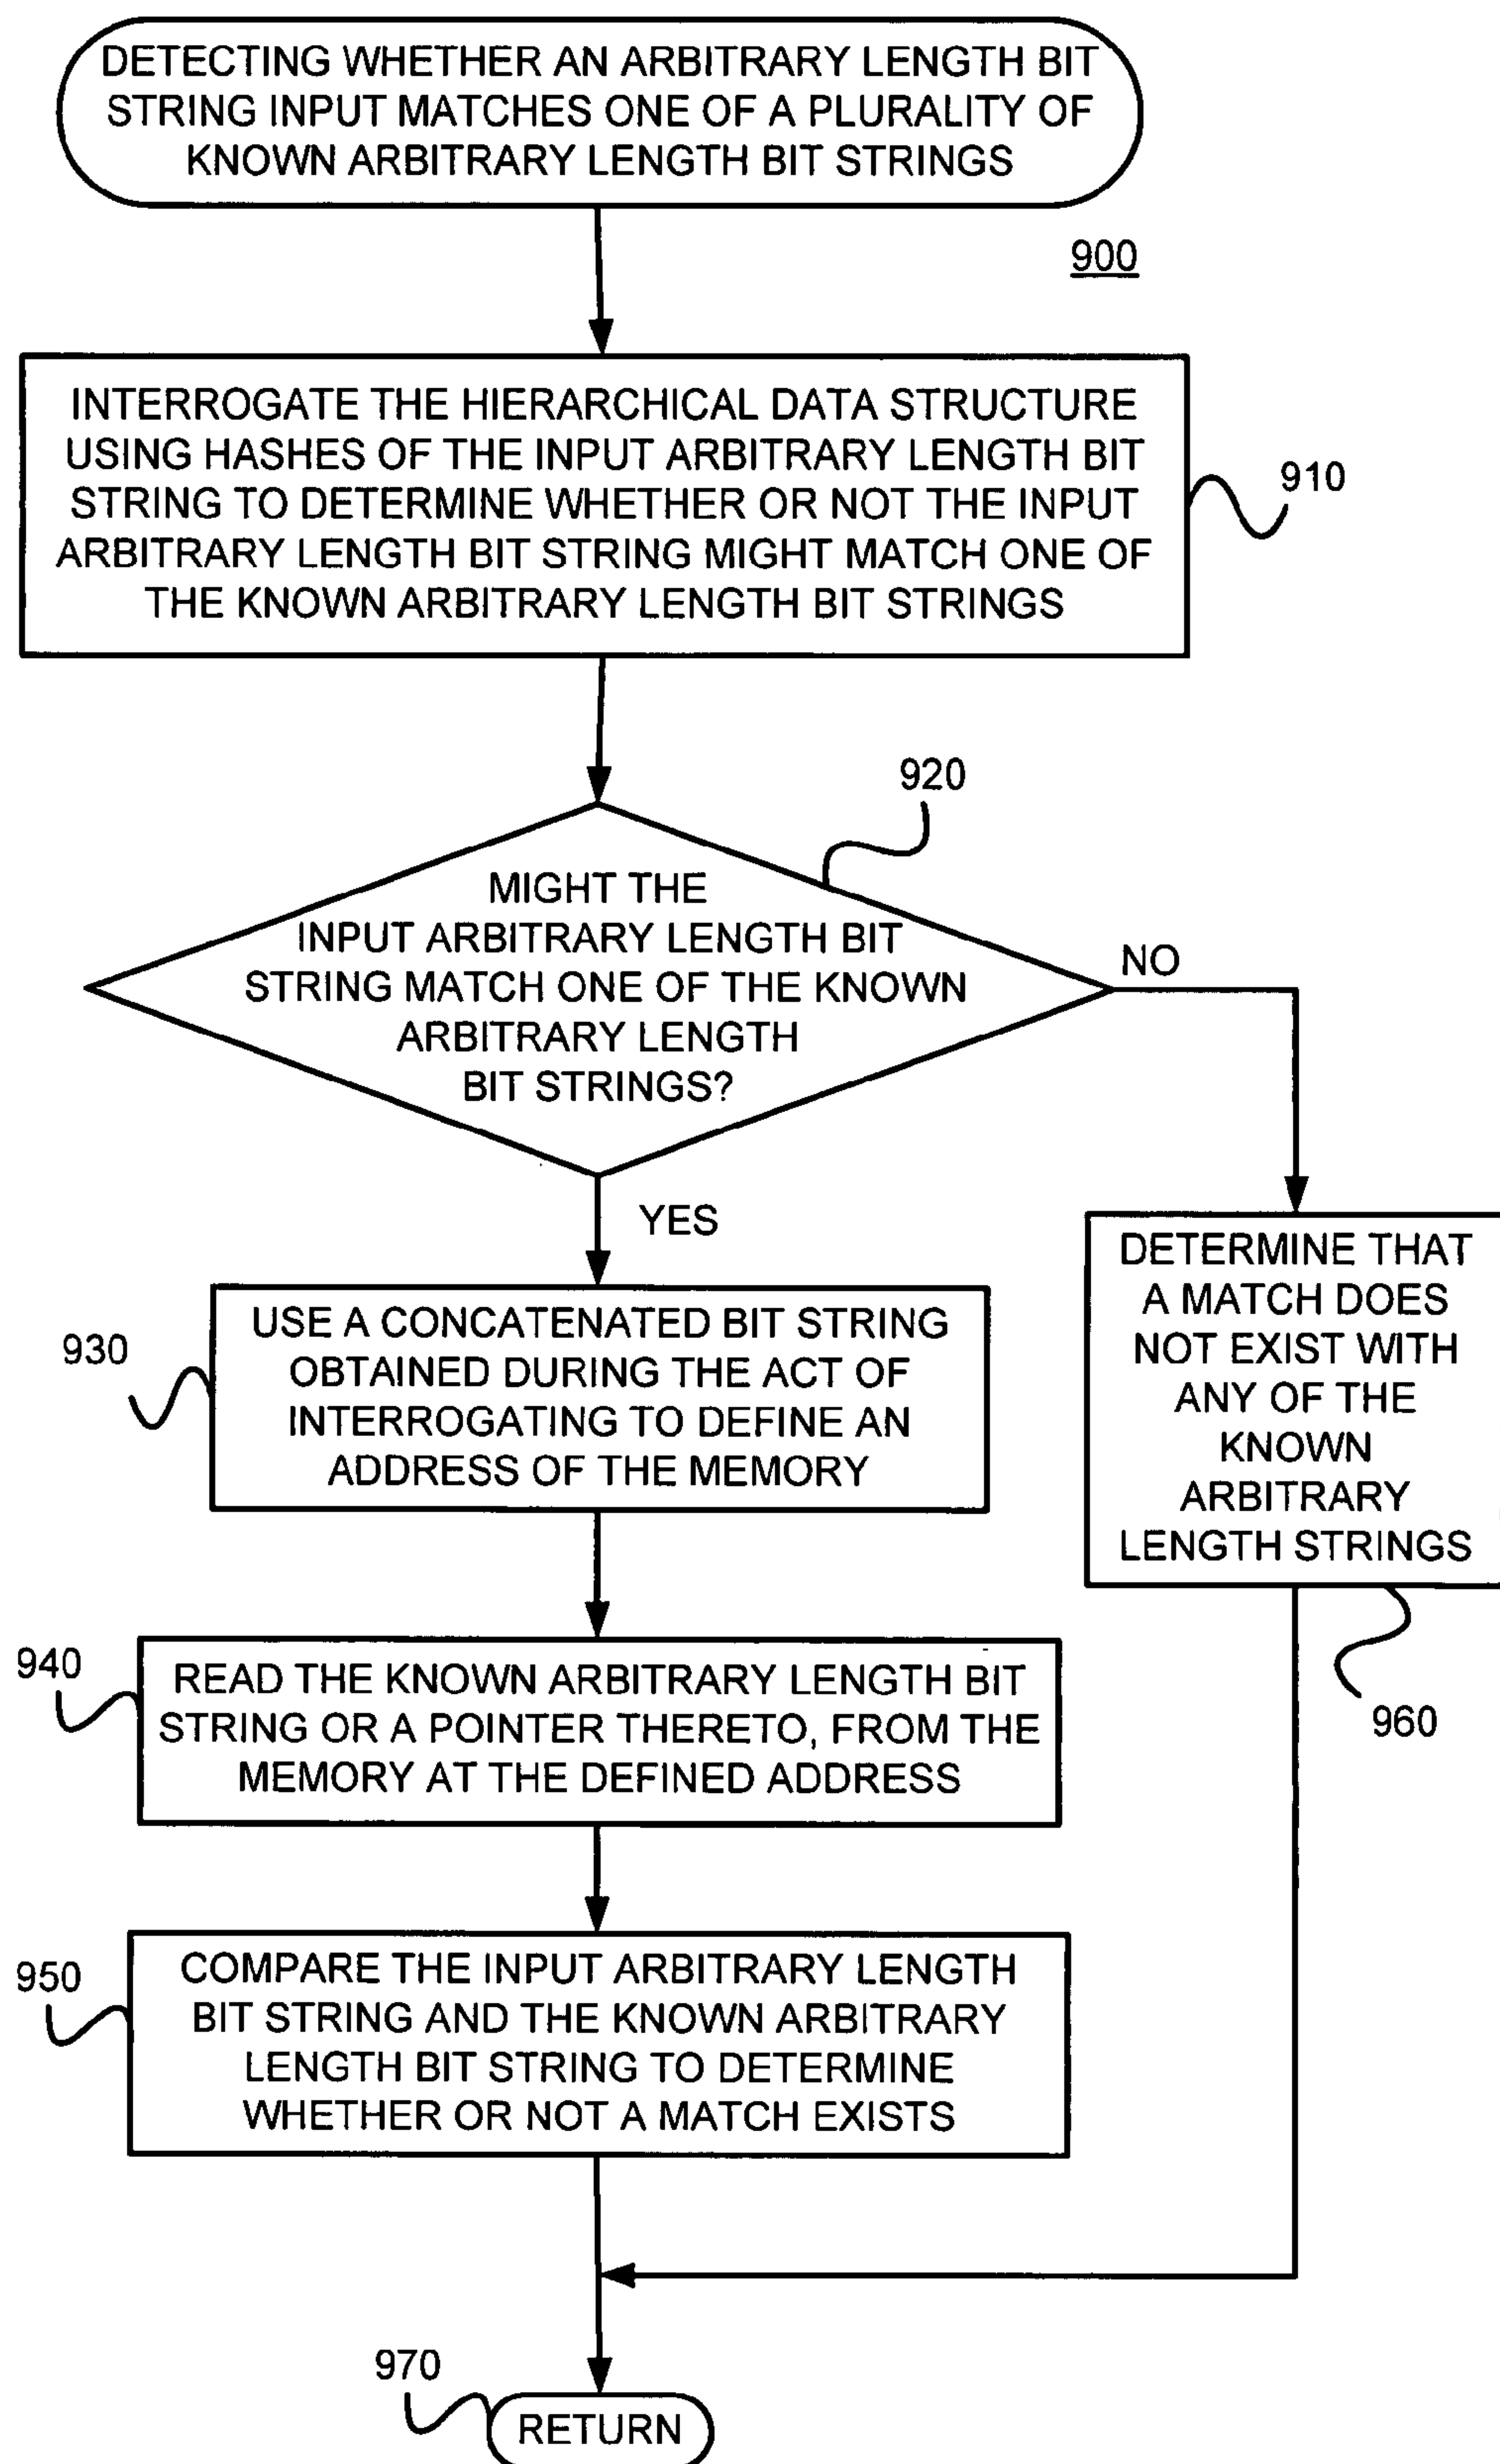 DETECTING WHETHER AN ARBITRARY LENGTH BIT
STRING INPUT MATCHES ONE OF A PLURALITY OF
KNOWN ARBITRARY LENGTH BIT STRINGS
900
INTERROGATE THE HIERARCHICAL DATA STRUCTURE
USING HASHES OF THE INPUT ARBITRARY LENGTH BIT
STRING TO DETERMINE WHETHER OR NOT THE INPUT
ARBITRARY LENGTH BIT STRING MIGHT MATCH ONE OF
THE KNOWN ARBITRARY LENGTH BIT STRINGS
910
920
MIGHT THE
INPUT ARBITRARY LENGTH BIT
STRING MATCH ONE OF THE KNOWN
ARBITRARY LENGTH
BIT STRINGS?
NO
YES
930
USE A CONCATENATED BIT STRING
OBTAINED DURING THE ACT OF
INTERROGATING TO DEFINE AN
ADDRESS OF THE MEMORY
DETERMINE THAT
A MATCH DOES
NOT EXIST WITH
ANY OF THE
KNOWN
ARBITRARY
LENGTH STRINGS
960
940
READ THE KNOWN ARBITRARY LENGTH BIT
STRING OR A POINTER THERETO, FROM THE
MEMORY AT THE DEFINED ADDRESS
950
COMPARE THE INPUT ARBITRARY LENGTH
BIT STRING AND THE KNOWN ARBITRARY
LENGTH BIT STRING TO DETERMINE
WHETHER OR NOT A MATCH EXISTS
970
RETURN